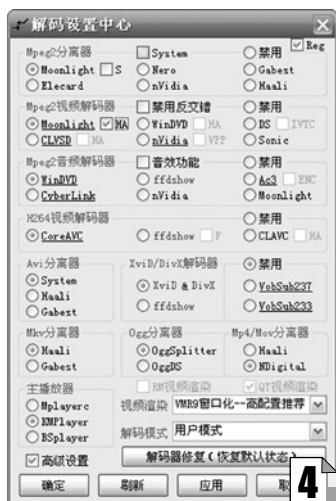 解码设置中心
Mpeg2分离器 System 禁用 Reg
Moonlight S Nero Gabest
Elecard nVidia Haali
Mpeg2视频解码器 禁用反交错 禁用
Moonlight HA WinDVD HA DS IVTC
CLVSD HA nVidia VPP Sonic
Mpeg2音频解码器 音效功能 禁用
WinDVD ffdshow Ac3 ENC
CyberLink nVidia Moonlight
H264视频解码器 禁用
CoreAVC ffdshow F CLAVC HA
Avi分离器 XviD/DivX解码器 禁用
System XviD & DivX VobSub237
Haali ffdshow VobSub233
Gabest
Mkv分离器 Ogg分离器 Mp4/Mov分离器
Haali OggSplitter Haali
Gabest OggDS NDigital
主播放器 RM视频渲染 QT视频渲染
Mplayerc 视频渲染 VMR9窗口化--高配置推荐
KMPlayer 解码模式 用户模式
BSplayer
高级设置 解码器修复(恢复默认状态)
确定 刷新 应用 取
4